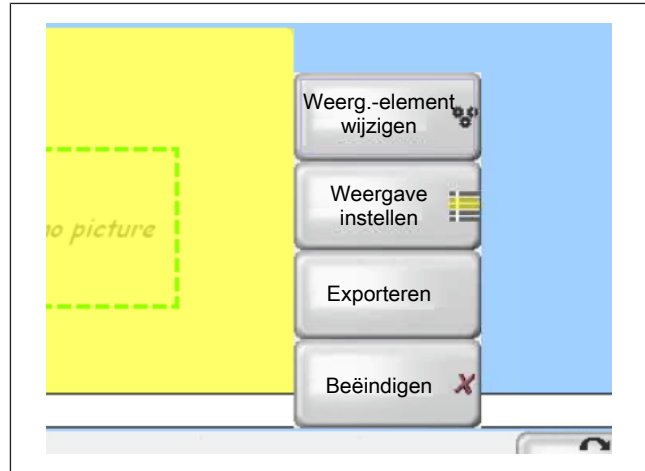 Weerg.-element
wijzigen
Weergave
instellen
no picture
Exporteren
Beëindigen